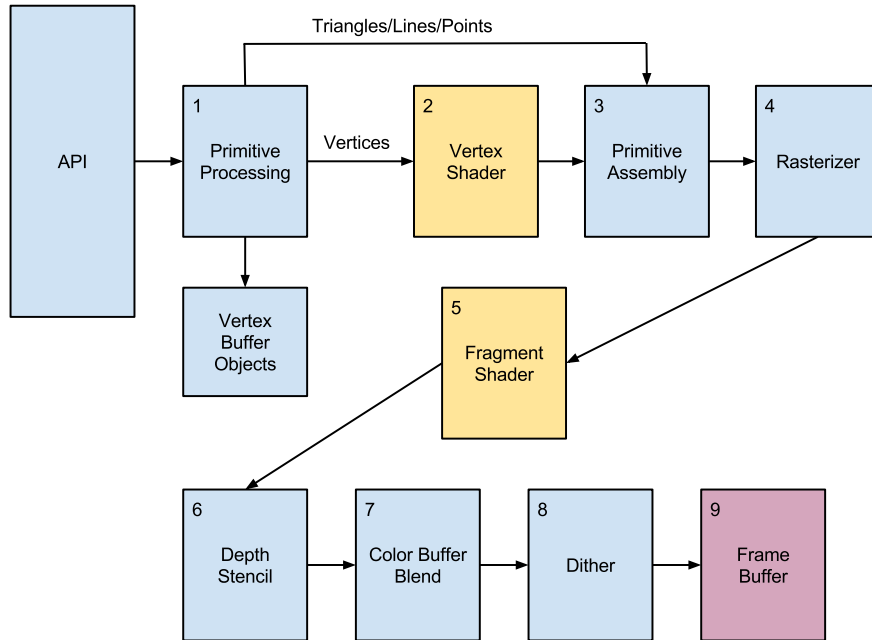 Triangles/Lines/Points
API
1
Primitive
Processing
Vertices
2
Vertex
Shader
3
Primitive
Assembly
4
Rasterizer
Vertex
Buffer
Objects
5
Fragment
Shader
6
Depth
Stencil
7
Color Buffer
Blend
8
Dither
9
Frame
Buffer